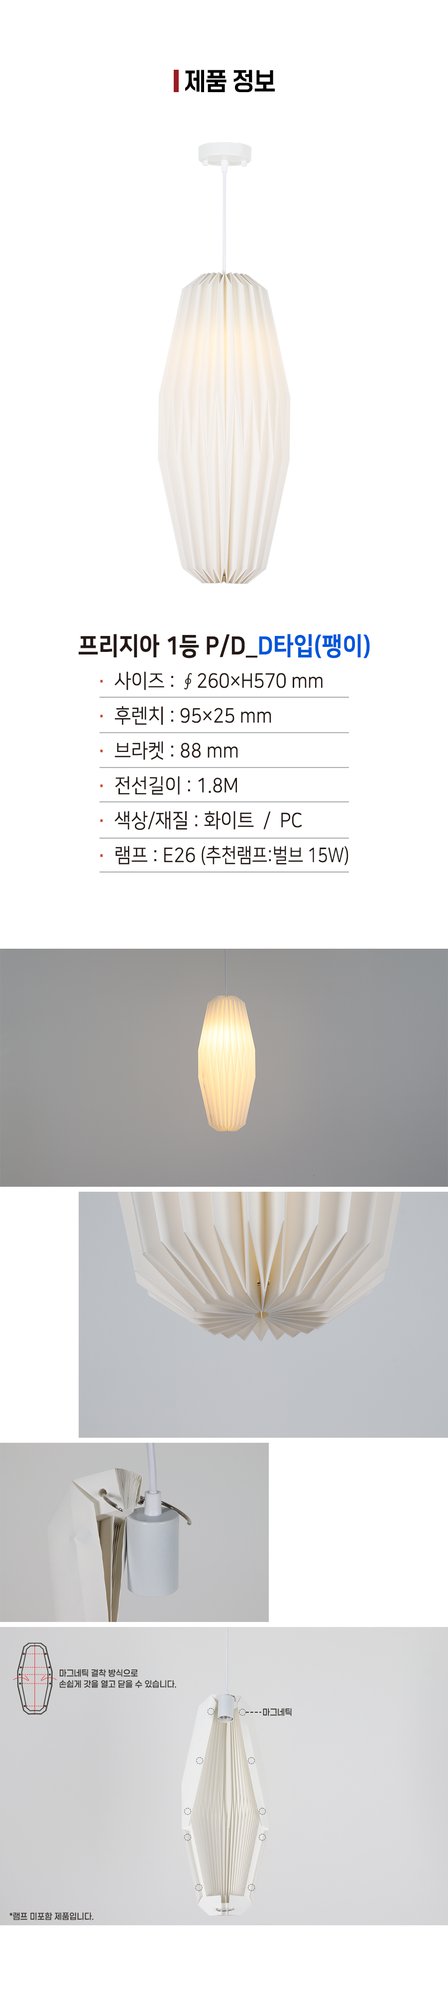 제품 정보
프리지아 1등 P/D_D타입(팽이)
· 사이즈 : ∮260×H570 mm
· 후렌치 : 95×25 mm
· 브라켓 : 88 mm
· 전선길이 : 1.8M
· 색상/재질 : 화이트 / PC
· 램프 : E26 (추천램프:벌브 15W)
마그네틱 결착 방식으로
손쉽게 갓을 열고 닫을 수 있습니다.
마그네틱
*램프 미포함 제품입니다.